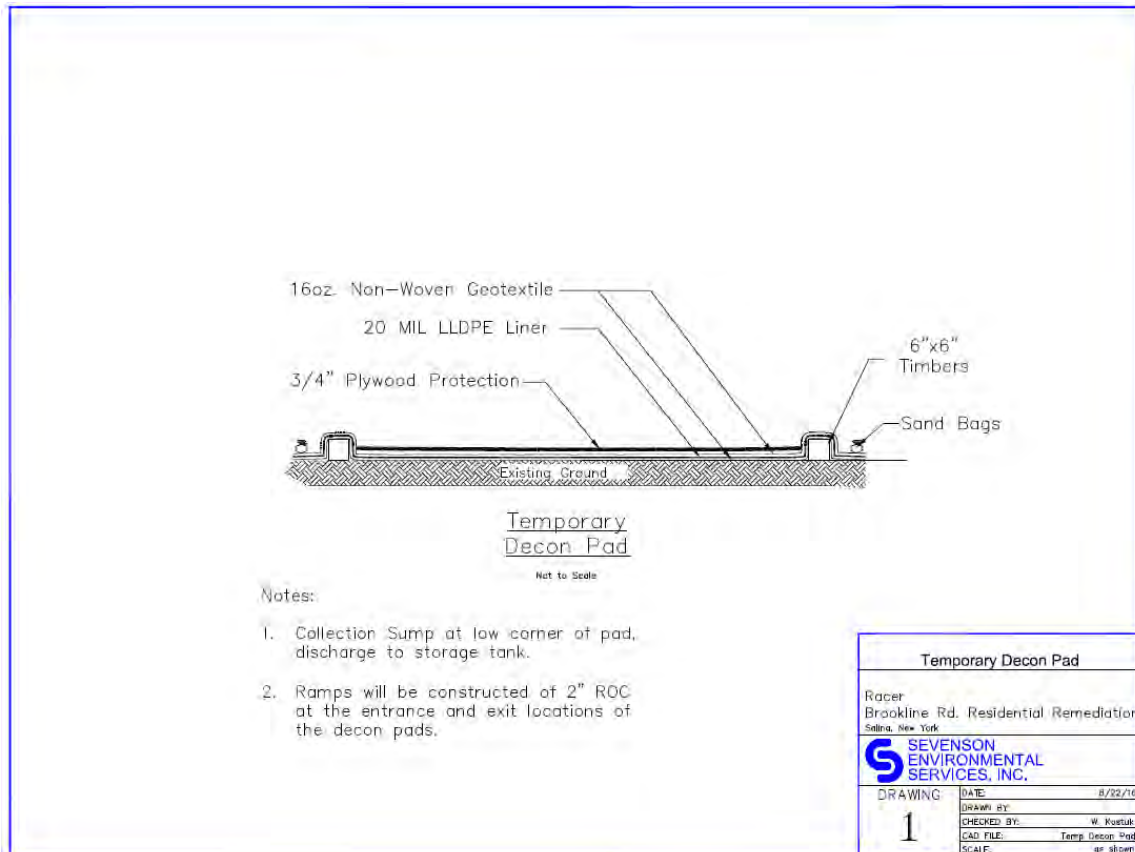 16oz. Non-Woven Geotextile
20 MIL LLDPE Liner
3/4" Plywood Protection
6"x6"
Timbers
Sand Bags
Existing Ground
Temporary
Decon Pad
Not to Scale
Notes:
1. Collection Sump at low corner of pad,
discharge to storage tank.
2. Ramps will be constructed of 2" ROC
at the entrance and exit locations of
the decon pads.
Temporary Decon Pad
Racer
Brookline Rd. Residential Remediation
Salina, New York
SEVENSON
ENVIRONMENTAL
SERVICES, INC.
DRAWING
1
DATE: 8/22/16
DRAWN BY:
CHECKED BY: W. Kostuk
CAD FILE: Temp Decon Pad
SCALE: as shown